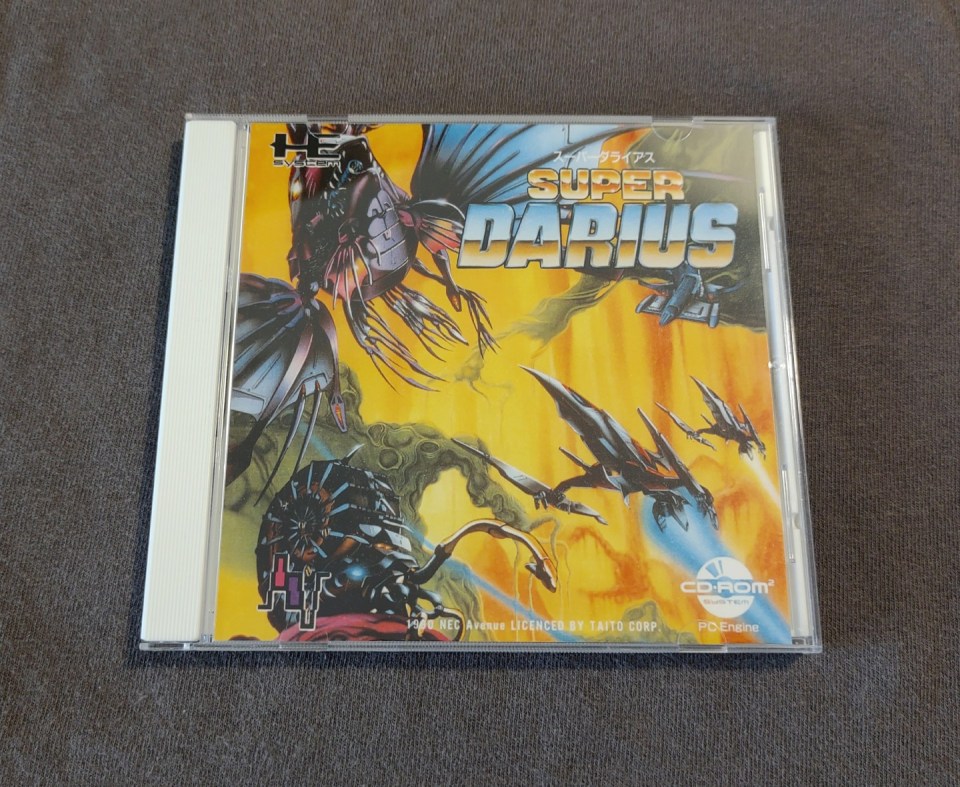 HE
system
スーパーダライアス
SUPER
DARIUS
CD-ROM²
SYSTEM
1990 NEC Avenue LICENCED BY TAITO CORP
PC Engine